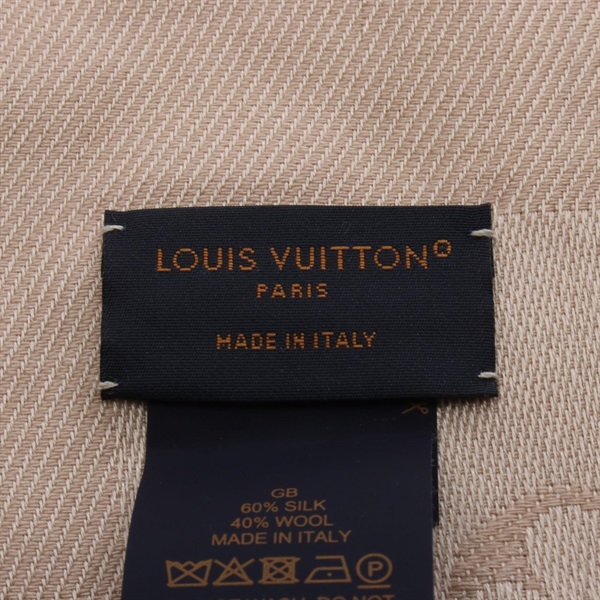 LOUIS VUITTON®
PARIS
MADE IN ITALY
GB
60% SILK
40% WOOL
MADE IN ITALY
P